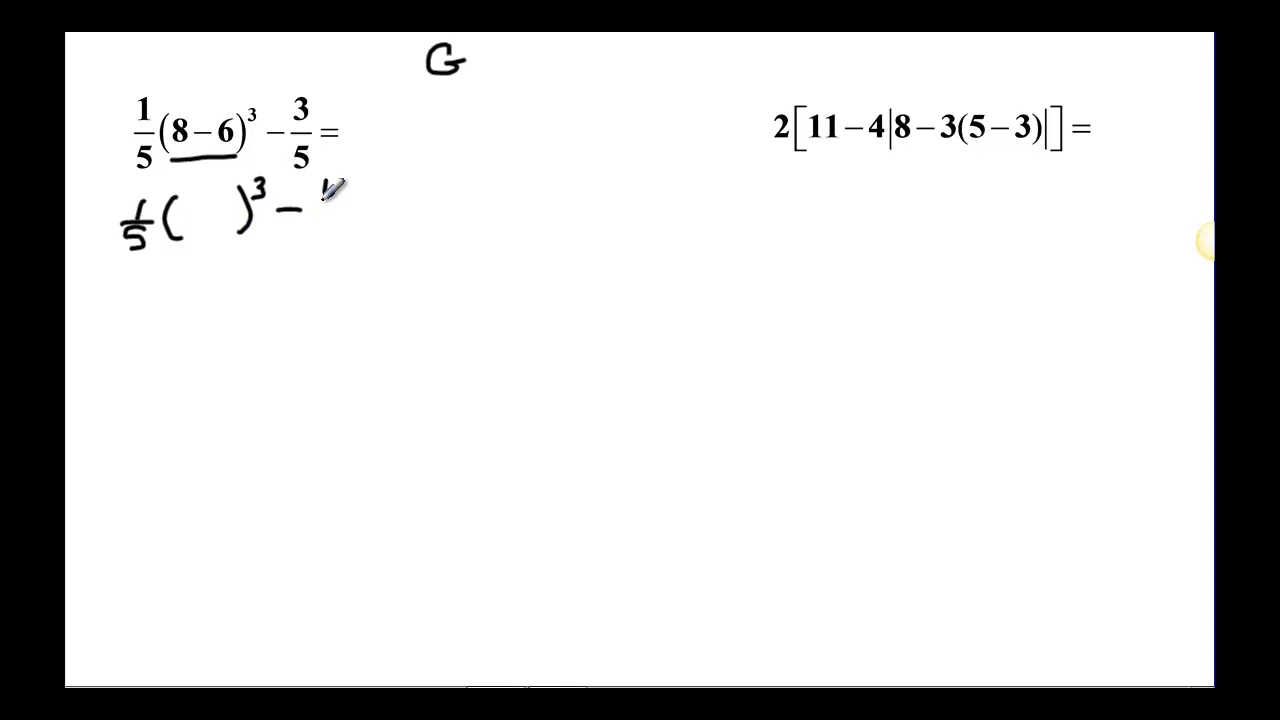 G
1/5(8 − 6)³ − 3/5 =
2[11 − 4|8 − 3(5 − 3)|] =
1/5( )³ −